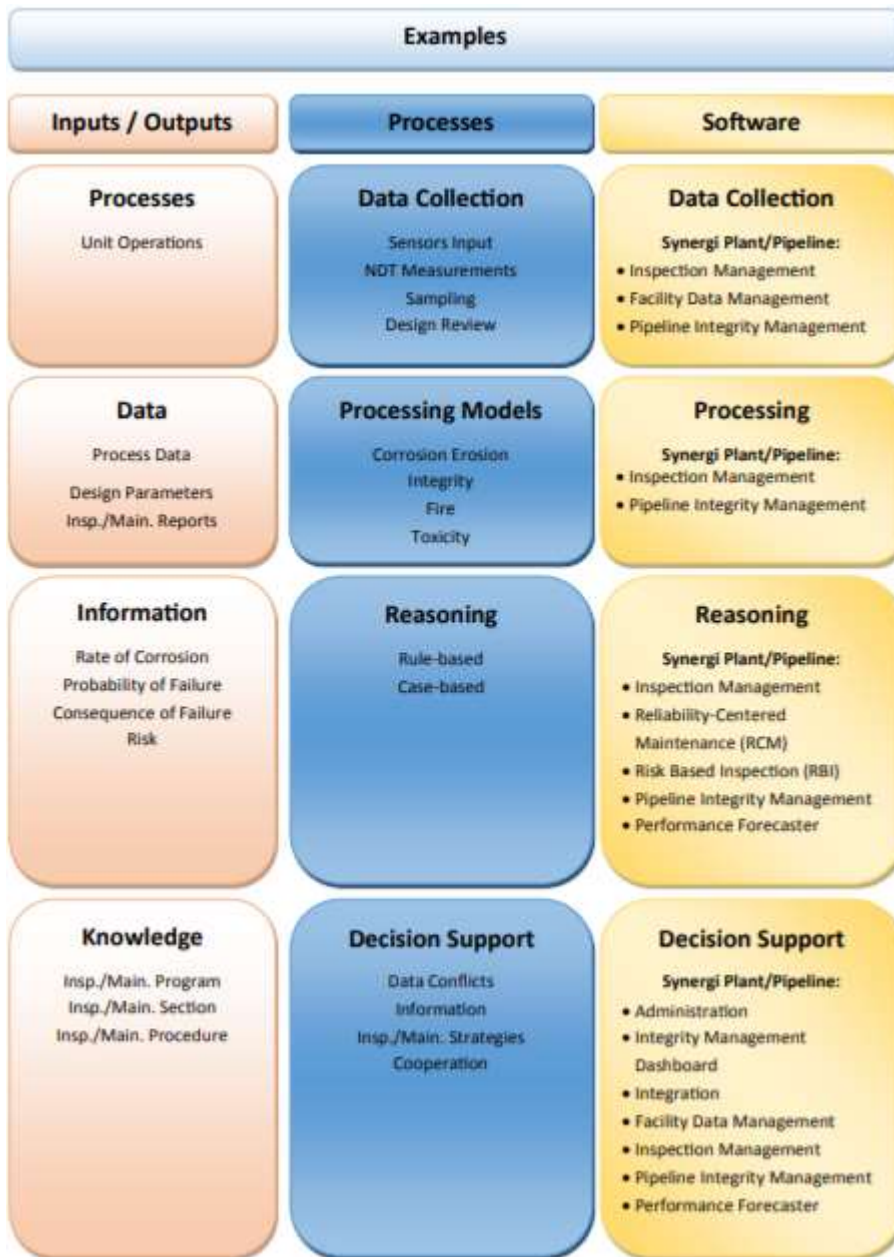 Examples
Inputs / Outputs
Processes
Software
Processes
Unit Operations
Data Collection
Sensors Input
NDT Measurements
Sampling
Design Review
Data Collection
Synergi Plant/Pipeline:
• Inspection Management
• Facility Data Management
• Pipeline Integrity Management
Data
Process Data
Design Parameters
Insp./Main. Reports
Processing Models
Corrosion Erosion
Integrity
Fire
Toxicity
Processing
Synergi Plant/Pipeline:
• Inspection Management
• Pipeline Integrity Management
Information
Rate of Corrosion
Probability of Failure
Consequence of Failure
Risk
Reasoning
Rule-based
Case-based
Reasoning
Synergi Plant/Pipeline:
• Inspection Management
• Reliability-Centered
Maintenance (RCM)
• Risk Based Inspection (RBI)
• Pipeline Integrity Management
• Performance Forecaster
Knowledge
Insp./Main. Program
Insp./Main. Section
Insp./Main. Procedure
Decision Support
Data Conflicts
Information
Insp./Main. Strategies
Cooperation
Decision Support
Synergi Plant/Pipeline:
• Administration
• Integrity Management
Dashboard
• Integration
• Facility Data Management
• Inspection Management
• Pipeline Integrity Management
• Performance Forecaster